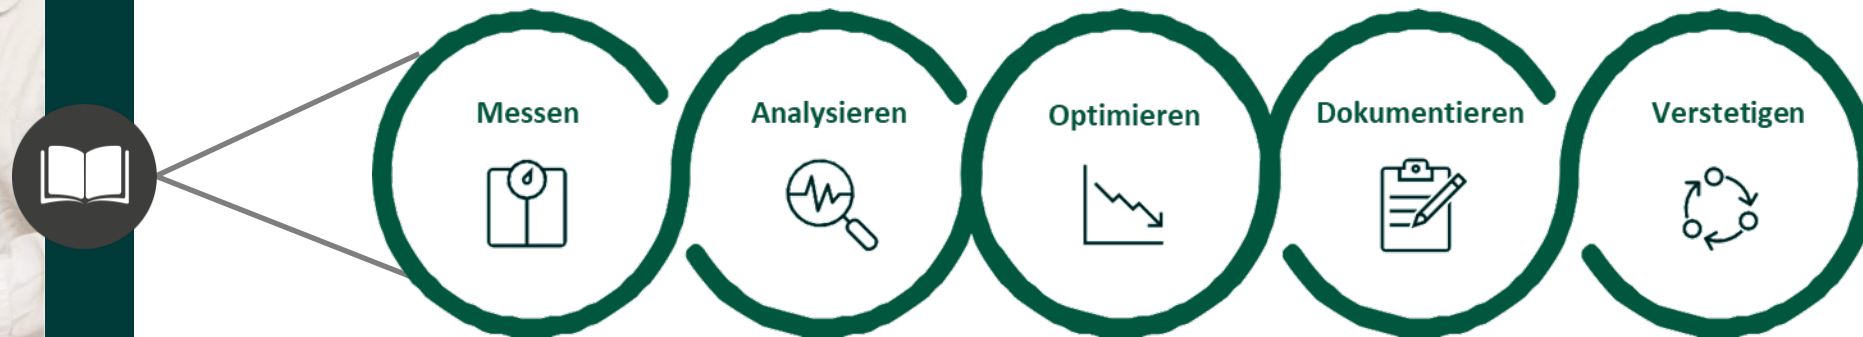 Messen
Analysieren
Optimieren
Dokumentieren
Verstetigen